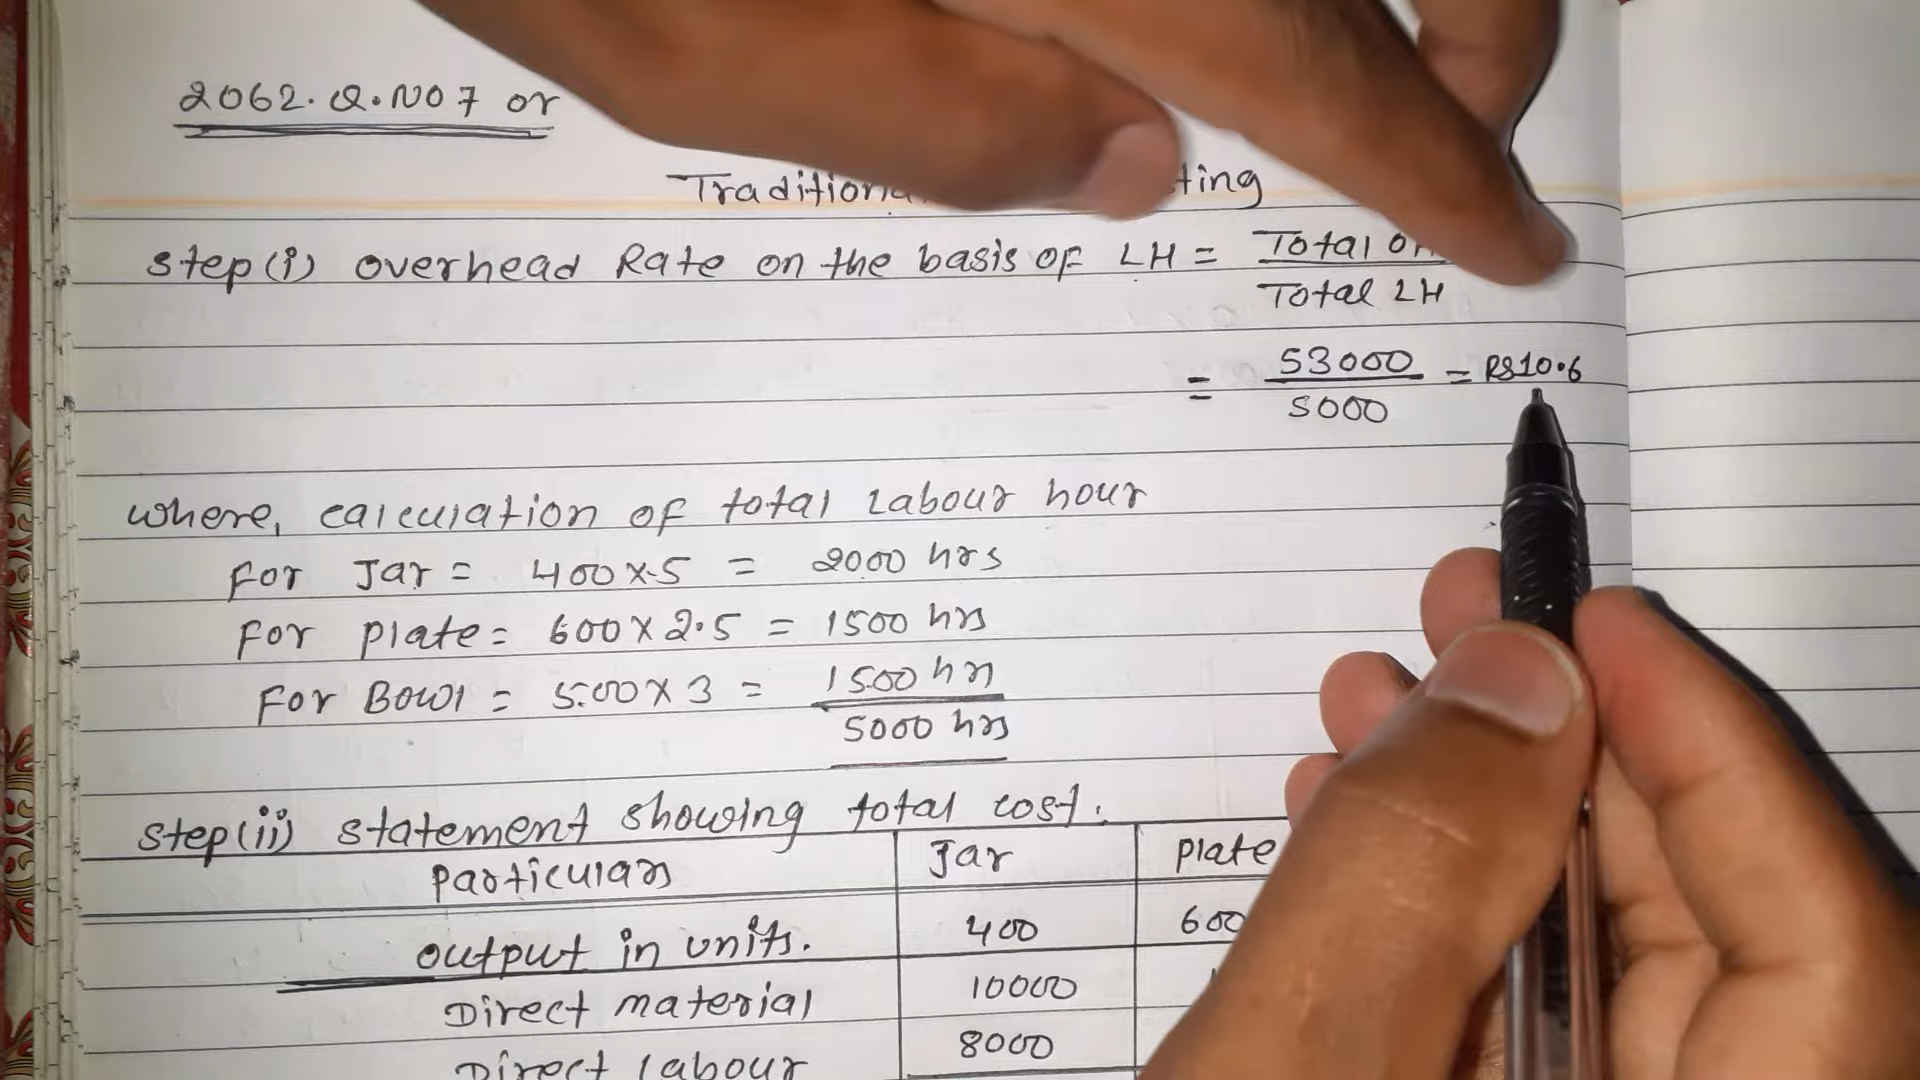 2062. Q. NO 7 or
ting
step(i) overhead Rate on the basis of LH = Total
Total LH
= 53000 = RS10.6
5000
where, calculation of total Labour hour
For Jar = 400x5 = 2000 hrs
For plate = 600 x 2.5 = 1500 hrs
For Bowl = 500 x 3 = 1500 hrs
5000 hrs
step(ii) statement showing total cost.
particulars Jar plate
output in units. 400 600
Direct material 10000
Direct labour 8000